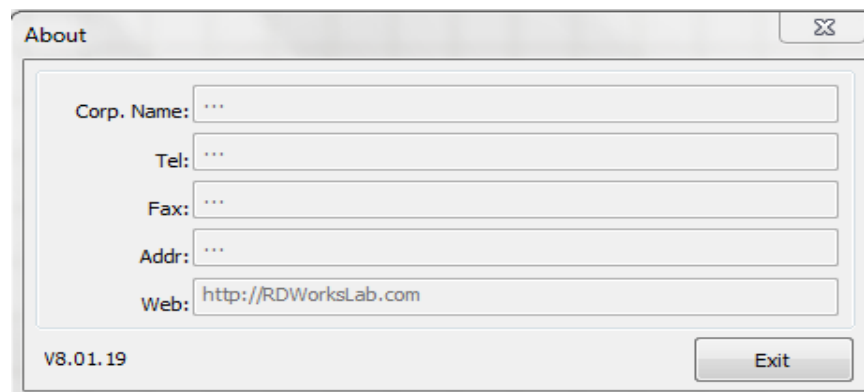 About
Corp. Name: ...
Tel: ...
Fax: ...
Addr: ...
Web: http://RDWorksLab.com
V8.01.19
Exit